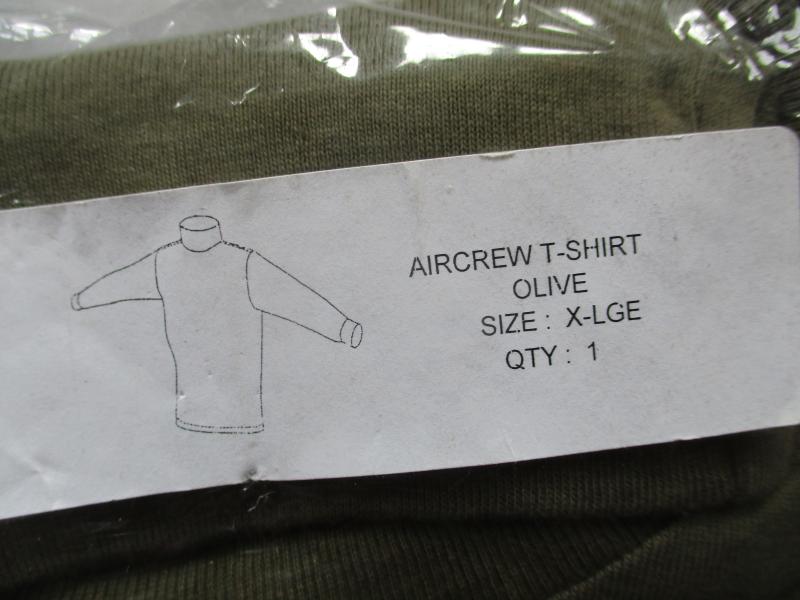 AIRCREW T-SHIRT
OLIVE
SIZE : X-LGE
QTY : 1